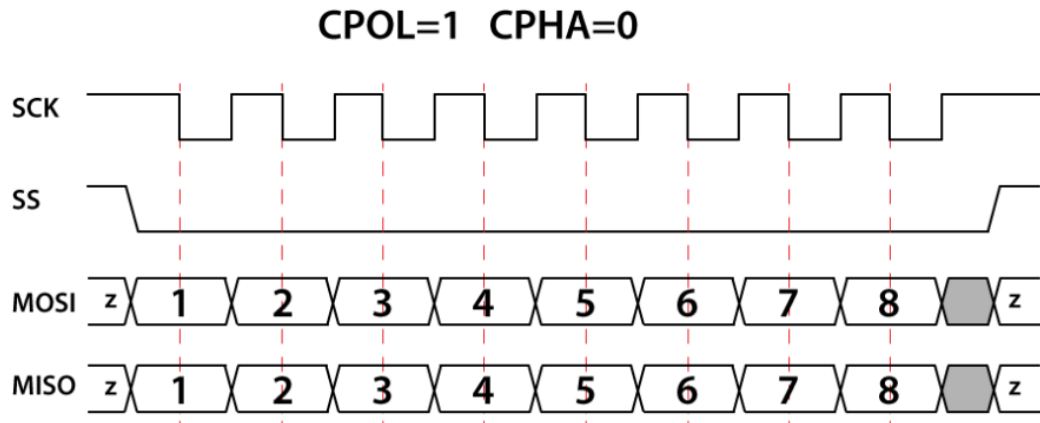 CPOL=1 CPHA=0
SCK
SS
MOSI z 1 2 3 4 5 6 7 8 z
MISO z 1 2 3 4 5 6 7 8 z